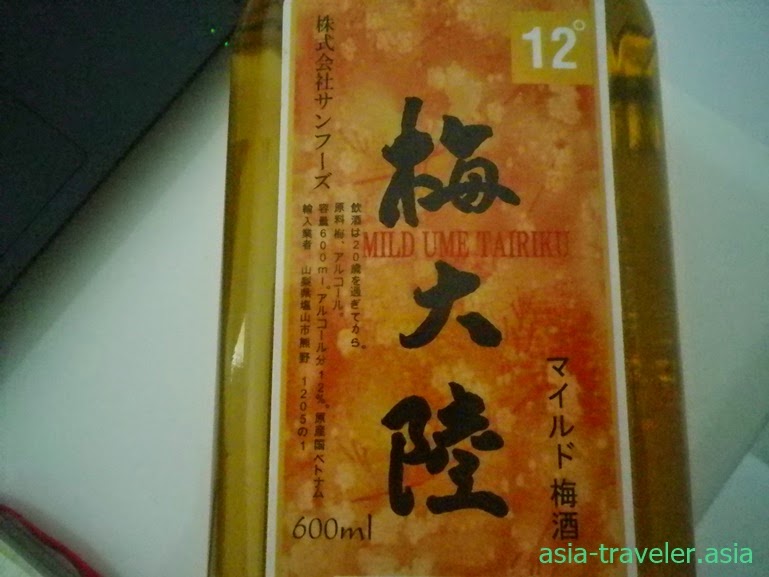 12°
梅大陸
MILD UME TAIRIKU
マイルド梅酒
飲酒は20歳を過ぎてから。
原料 樹、アルコール。
容量600ml。アルコール分12%。原産国ベトナム
輸入業者 山梨県塩山市熊野 1205の1
株式会社サンフーズ
600ml
asia-traveler.asia